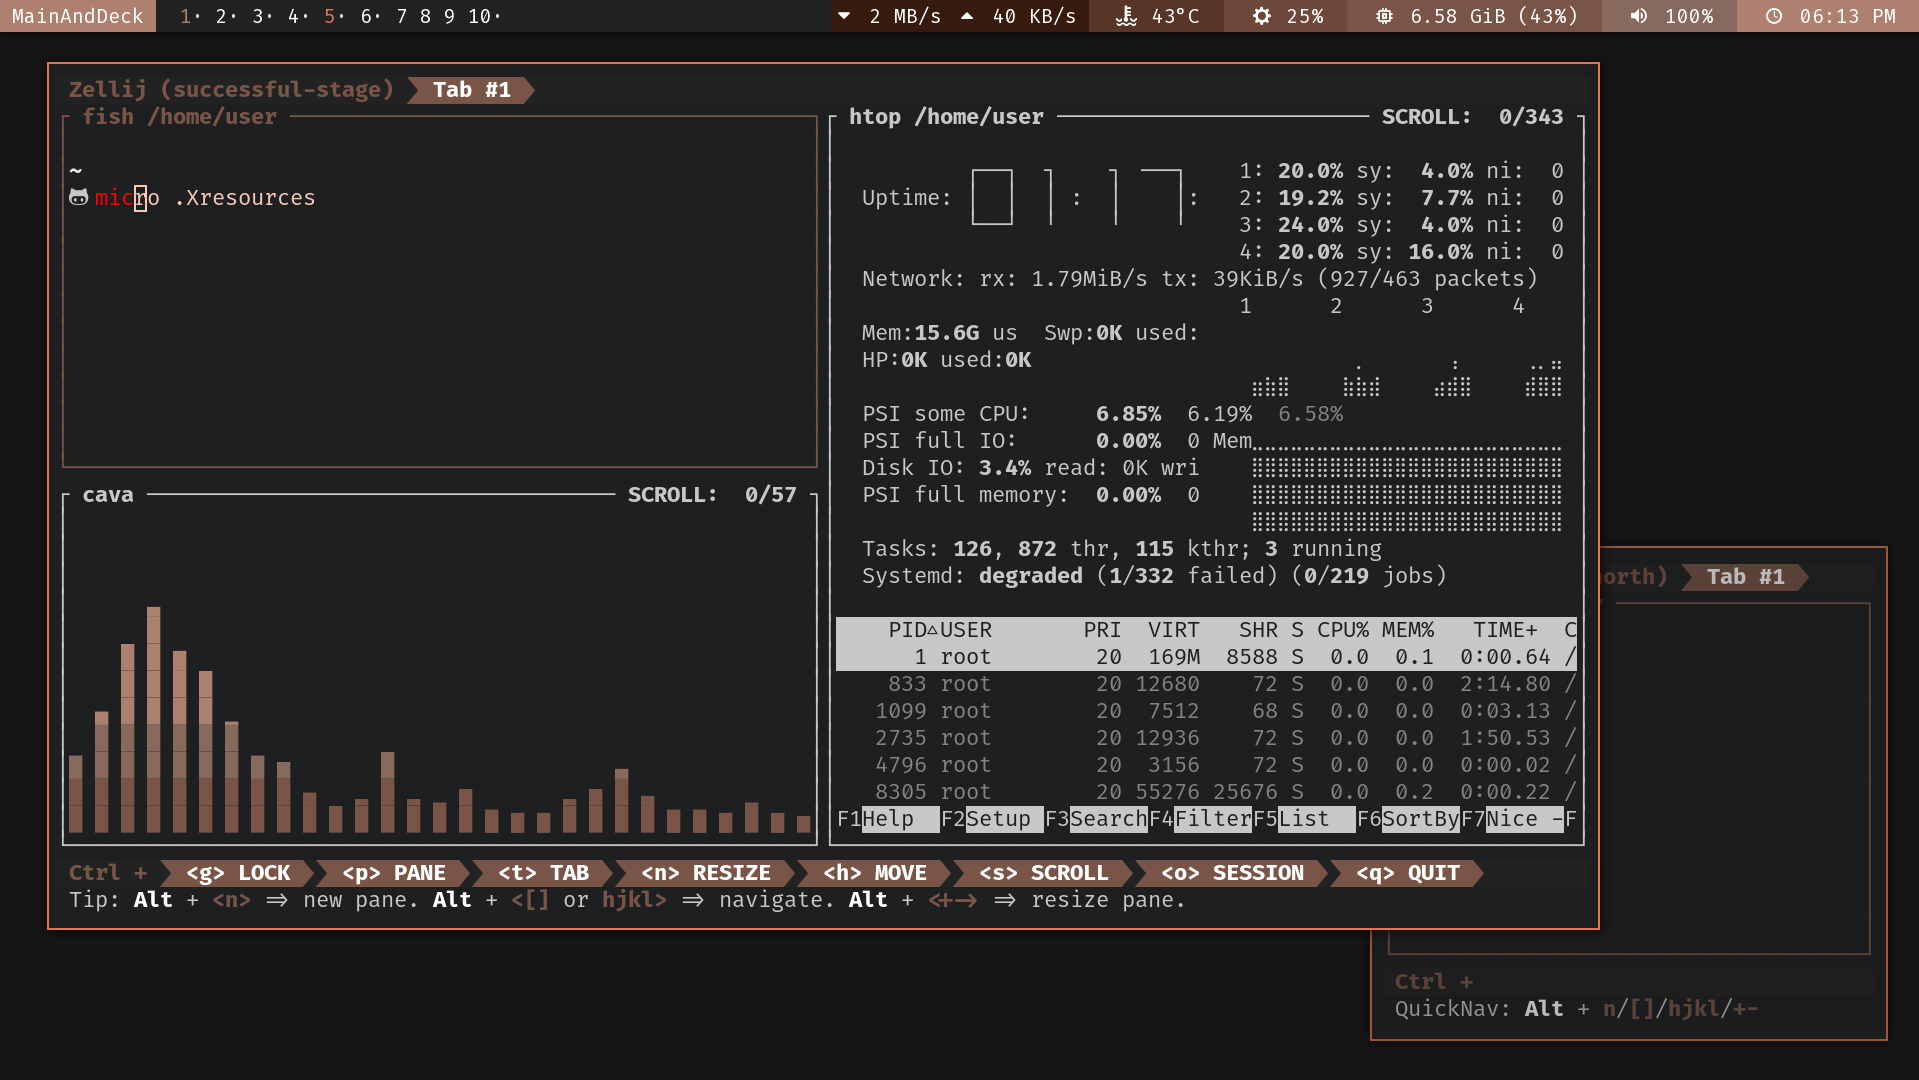 MainAndDeck 1· 2· 3· 4· 5· 6· 7 8 9 10· 2 MB/s 40 KB/s 43°C 25% 6.58 GiB (43%) 100% 06:13 PM
Zellij (successful-stage) Tab #1
fish /home/user
~
micro .Xresources
cava SCROLL: 0/57
htop /home/user SCROLL: 0/343
1: 20.0% sy: 4.0% ni: 0
Uptime: : : 2: 19.2% sy: 7.7% ni: 0
3: 24.0% sy: 4.0% ni: 0
4: 20.0% sy: 16.0% ni: 0
Network: rx: 1.79MiB/s tx: 39KiB/s (927/463 packets)
1 2 3 4
Mem:15.6G us Swp:0K used:
HP:0K used:0K
PSI some CPU: 6.85% 6.19% 6.58%
PSI full IO: 0.00% 0 Mem
Disk IO: 3.4% read: 0K wri
PSI full memory: 0.00% 0
Tasks: 126, 872 thr, 115 kthr; 3 running
Systemd: degraded (1/332 failed) (0/219 jobs)
PID△USER PRI VIRT SHR S CPU% MEM% TIME+ C
1 root 20 169M 8588 S 0.0 0.1 0:00.64 /
833 root 20 12680 72 S 0.0 0.0 2:14.80 /
1099 root 20 7512 68 S 0.0 0.0 0:03.13 /
2735 root 20 12936 72 S 0.0 0.0 1:50.53 /
4796 root 20 3156 72 S 0.0 0.0 0:00.02 /
8305 root 20 55276 25676 S 0.0 0.2 0:00.22 /
F1Help F2Setup F3SearchF4FilterF5List F6SortByF7Nice -F
Ctrl + <g> LOCK <p> PANE <t> TAB <n> RESIZE <h> MOVE <s> SCROLL <o> SESSION <q> QUIT
Tip: Alt + <n> => new pane. Alt + <[] or hjkl> => navigate. Alt + <+-> => resize pane.
orth) Tab #1
Ctrl +
QuickNav: Alt + n/[]/hjkl/+-